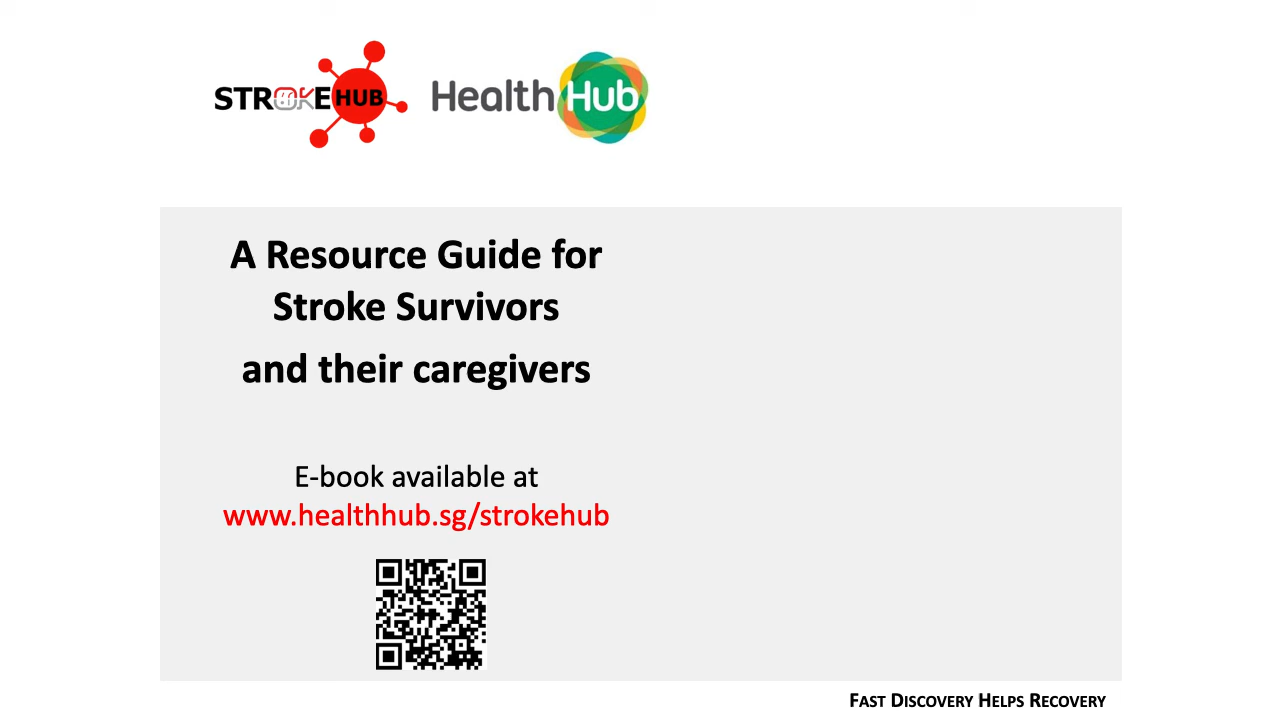 STROKEHUB
HealthHub
A Resource Guide for
Stroke Survivors
and their caregivers
E-book available at
www.healthhub.sg/strokehub
FAST DISCOVERY HELPS RECOVERY